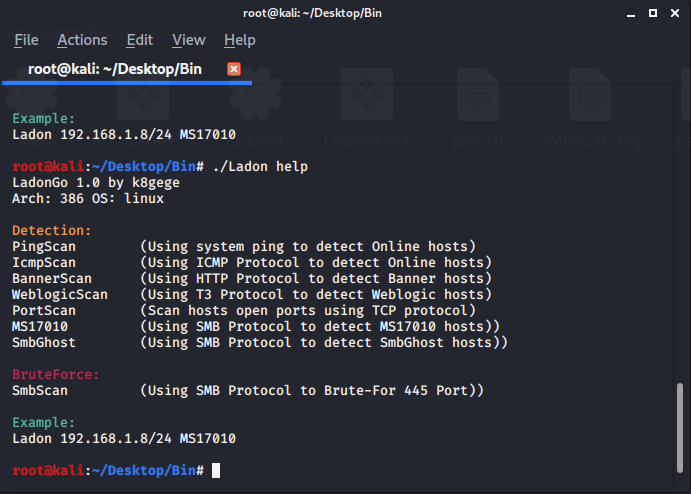 root@kali: ~/Desktop/Bin
File Actions Edit View Help
root@kali: ~/Desktop/Bin
Ladon64 Ladon64.exe pass.txt SMBSCAN.Log
Example:
Ladon 192.168.1.8/24 MS17010
root@kali:~/Desktop/Bin# ./Ladon help
LadonGo 1.0 by k8gege
Arch: 386 OS: linux
Detection:
PingScan (Using system ping to detect Online hosts)
IcmpScan (Using ICMP Protocol to detect Online hosts)
BannerScan (Using HTTP Protocol to detect Banner hosts)
WeblogicScan (Using T3 Protocol to detect Weblogic hosts)
PortScan (Scan hosts open ports using TCP protocol)
MS17010 (Using SMB Protocol to detect MS17010 hosts))
SmbGhost (Using SMB Protocol to detect SmbGhost hosts))
BruteForce:
SmbScan (Using SMB Protocol to Brute-For 445 Port))
Example:
Ladon 192.168.1.8/24 MS17010
root@kali:~/Desktop/Bin#